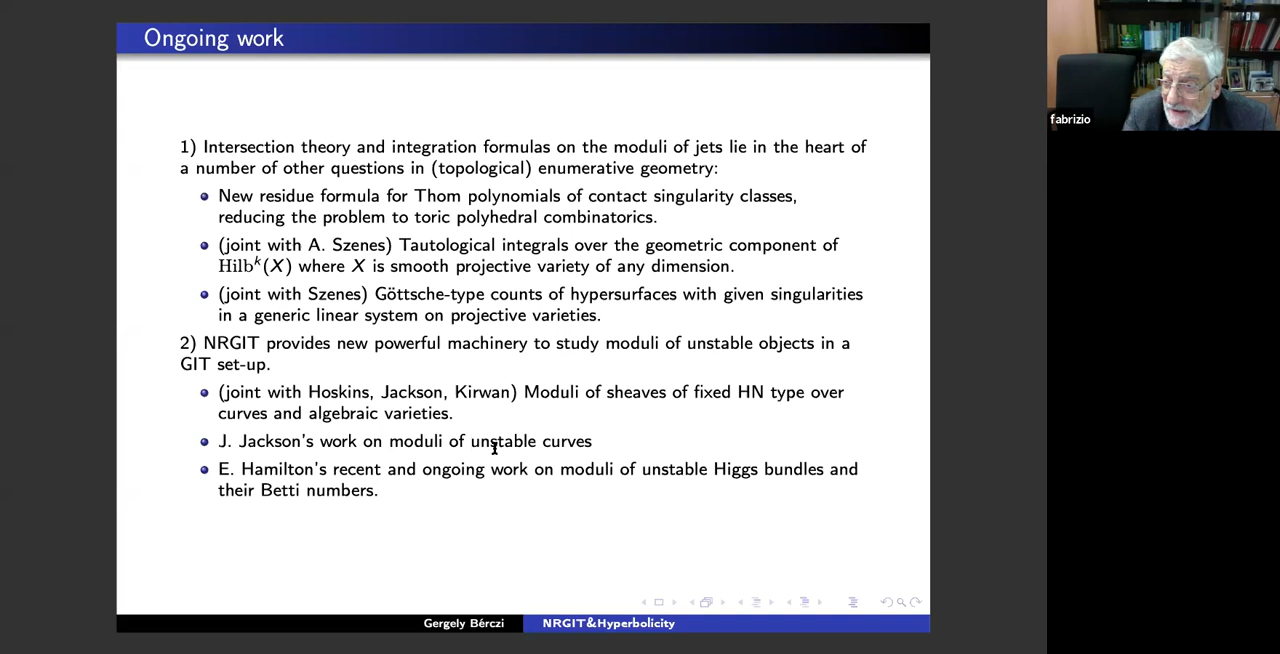 Ongoing work
fabrizio
1) Intersection theory and integration formulas on the moduli of jets lie in the heart of
a number of other questions in (topological) enumerative geometry:
New residue formula for Thom polynomials of contact singularity classes,
reducing the problem to toric polyhedral combinatorics.
(joint with A. Szenes) Tautological integrals over the geometric component of
Hilbᵏ(X) where X is smooth projective variety of any dimension.
(joint with Szenes) Göttsche-type counts of hypersurfaces with given singularities
in a generic linear system on projective varieties.
2) NRGIT provides new powerful machinery to study moduli of unstable objects in a
GIT set-up.
(joint with Hoskins, Jackson, Kirwan) Moduli of sheaves of fixed HN type over
curves and algebraic varieties.
J. Jackson's work on moduli of unstable curves
E. Hamilton's recent and ongoing work on moduli of unstable Higgs bundles and
their Betti numbers.
Gergely Bérczi NRGIT&Hyperbolicity